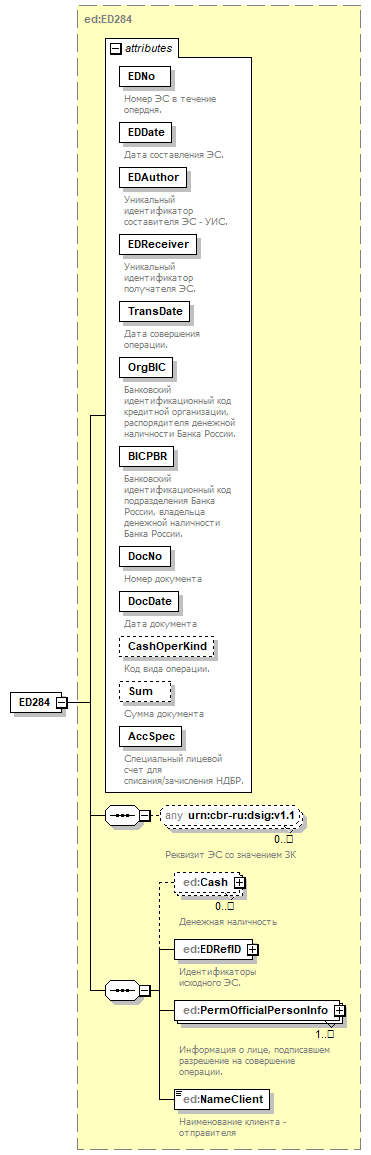 ed:ED284
attributes
EDNo
Номер ЭС в течение
опердня.
EDDate
Дата составления ЭС.
EDAuthor
Уникальный
идентификатор
составителя ЭС - УИС.
EDReceiver
Уникальный
идентификатор
получателя ЭС.
TransDate
Дата совершения
операции.
OrgBIC
Банковский
идентификационный код
кредитной организации,
распорядителя денежной
наличности Банка России.
BICPBR
Банковский
идентификационный код
подразделения Банка
России, владельца
денежной наличности
Банка России.
DocNo
Номер документа
DocDate
Дата документа
CashOperKind
Код вида операции.
Sum
Сумма документа
AccSpec
Специальный лицевой
счет для
списания/зачисления НДБР.
ED284
any urn:cbr-ru:dsig:v1.1
0..□
Реквизит ЭС со значением ЗК
ed:Cash
0..□
Денежная наличность
ed:EDRefID
Идентификаторы
исходного ЭС.
ed:PermOfficialPersonInfo
1..□
Информация о лице, подписавшем
разрешение на совершение
операции.
ed:NameClient
Наименование клиента -
отправителя